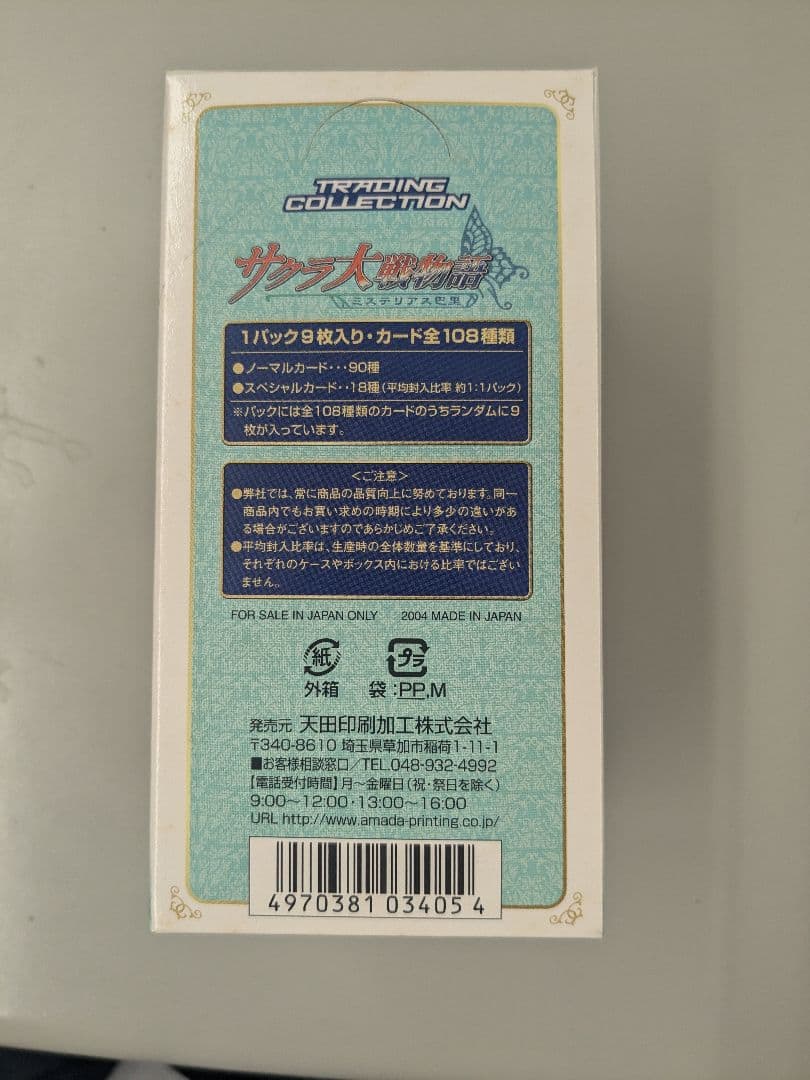 TRADING
COLLECTION
サクラ大戦物語
ミステリアス巴里
1パック9枚入り・カード全108種類
●ノーマルカード・・・90種
●スペシャルカード・・18種(平均封入比率 約1:1パック)
※パックには全108種類のカードのうちランダムに9
枚が入っています。
<ご注意>
●弊社では、常に商品の品質向上に努めております。同一
商品内でもお買い求めの時期により多少の違いがあ
る場合がございますのであらかじめご了承ください。
●平均封入比率は、生産時の全体数量を基準にしており、
それぞれのケースやボックス内における比率ではござい
ません。
FOR SALE IN JAPAN ONLY 2004 MADE IN JAPAN
紙 プラ
外箱 袋:PP,M
発売元 天田印刷加工株式会社
〒340-8610 埼玉県草加市稲荷1-11-1
■お客様相談窓口/TEL.048-932-4992
【電話受付時間】月〜金曜日(祝・祭日を除く)
9:00〜12:00・13:00〜16:00
URL http://www.amada-printing.co.jp/
4970381 034054